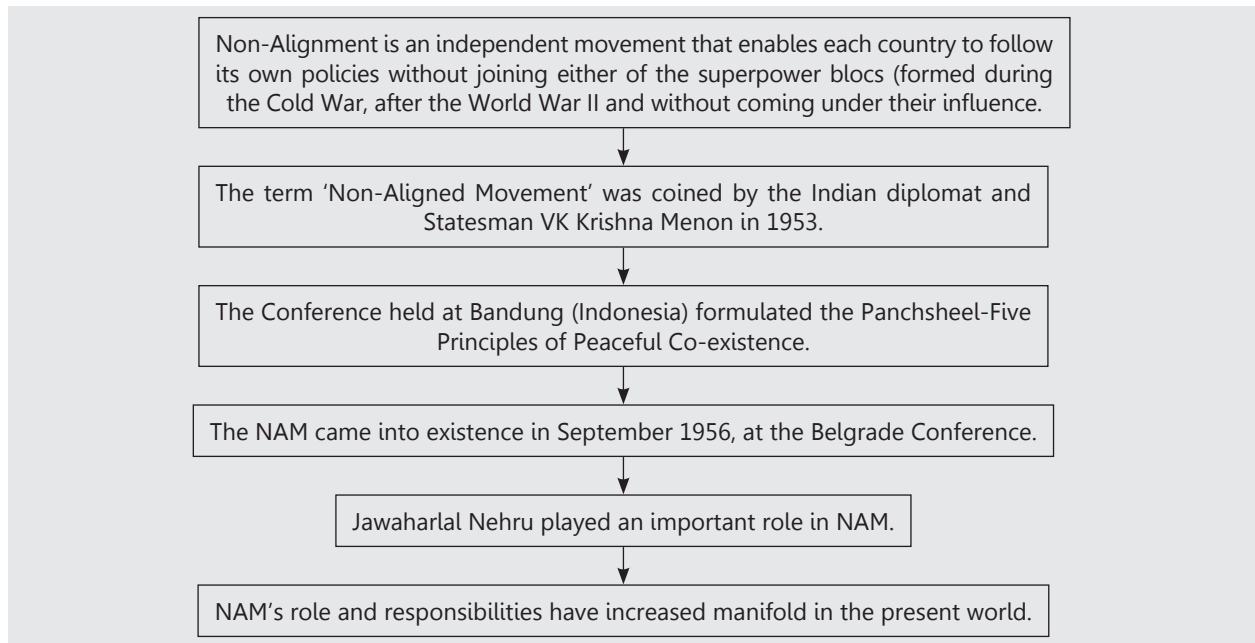 Non-Alignment is an independent movement that enables each country to follow
its own policies without joining either of the superpower blocs (formed during
the Cold War, after the World War II and without coming under their influence.
The term ‘Non-Aligned Movement’ was coined by the Indian diplomat and
Statesman VK Krishna Menon in 1953.
The Conference held at Bandung (Indonesia) formulated the Panchsheel-Five
Principles of Peaceful Co-existence.
The NAM came into existence in September 1956, at the Belgrade Conference.
Jawaharlal Nehru played an important role in NAM.
NAM’s role and responsibilities have increased manifold in the present world.